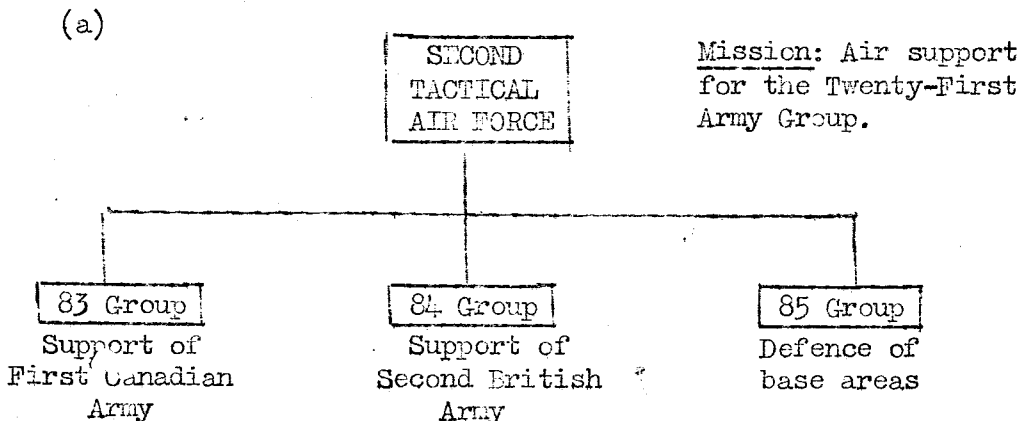 (a)
SECOND
TACTICAL
AIR FORCE
Mission: Air support
for the Twenty-First
Army Group.
83 Group
Support of
First Canadian
Army
84 Group
Support of
Second British
Army
85 Group
Defence of
base areas